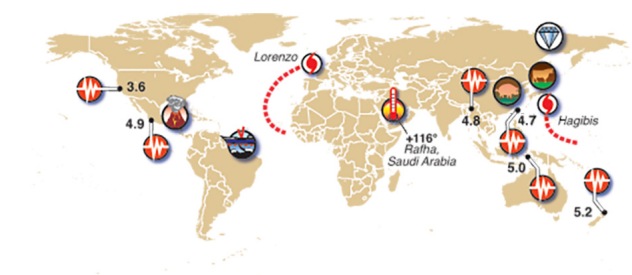 Lorenzo
3.6
4.9
+116°
Rafha,
Saudi Arabia
4.8
4.7
Hagibis
5.0
5.2